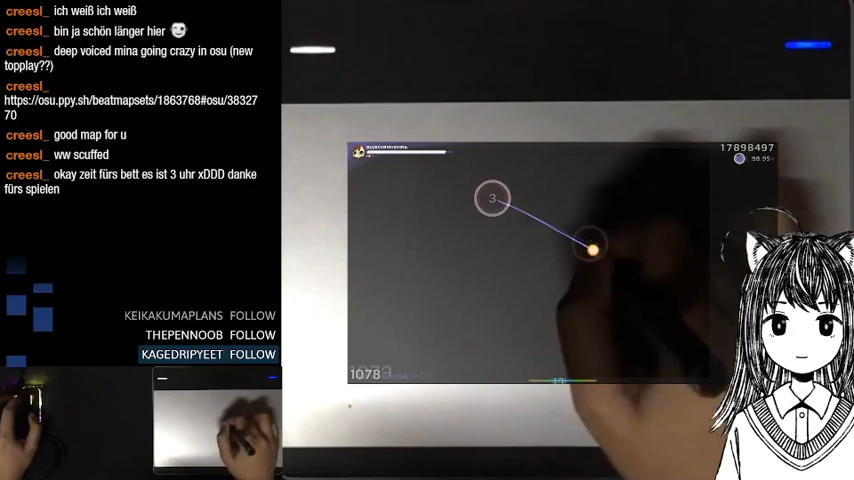 creesl_ ich weiß ich weiß
creesl_ bin ja schön länger hier
creesl_ deep voiced mina going crazy in osu (new
topplay??)
creesl_
https://osu.ppy.sh/beatmapsets/1863768#osu/38327
70
creesl_ good map for u
creesl_ ww scuffed
creesl_ okay zeit fürs bett es ist 3 uhr xDDD danke
fürs spielen
17898497
98.95%
3
KEIKAKUMAPLANS FOLLOW
THEPENNOOB FOLLOW
KAGEDRIPYEET FOLLOW
1078